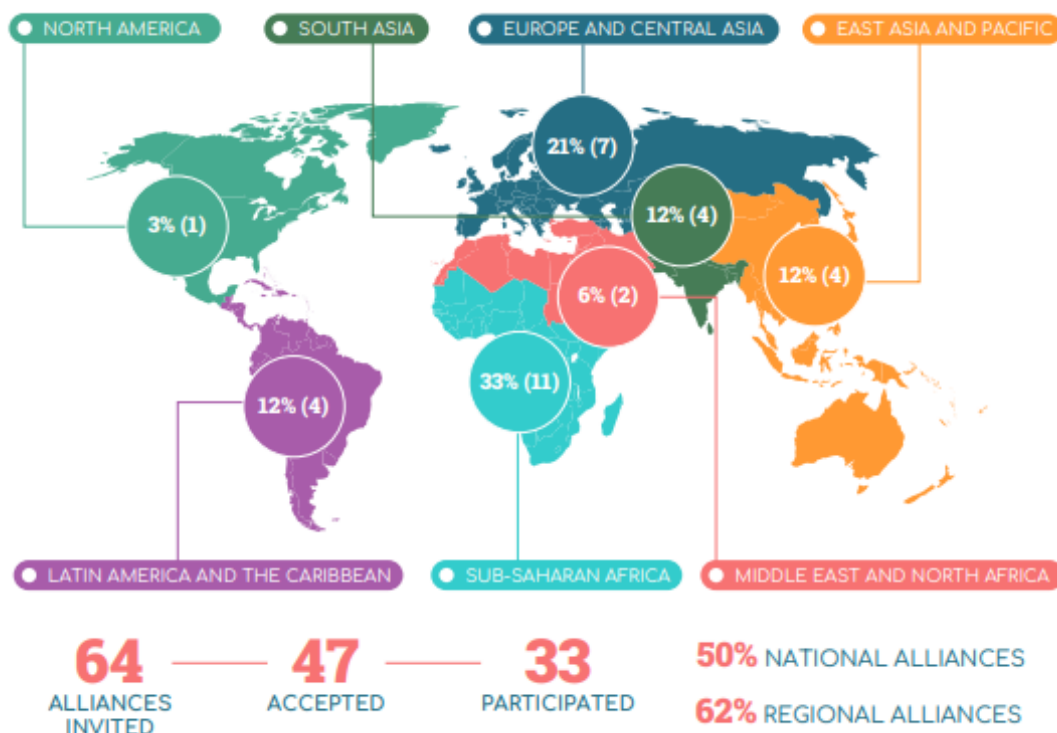 NORTH AMERICA
SOUTH ASIA
EUROPE AND CENTRAL ASIA
EAST ASIA AND PACIFIC
21% (7)
3% (1)
12% (4)
12% (4)
6% (2)
33% (11)
12% (4)
LATIN AMERICA AND THE CARIBBEAN
SUB-SAHARAN AFRICA
MIDDLE EAST AND NORTH AFRICA
64
ALLIANCES
INVITED
47
ACCEPTED
33
PARTICIPATED
50% NATIONAL ALLIANCES
62% REGIONAL ALLIANCES